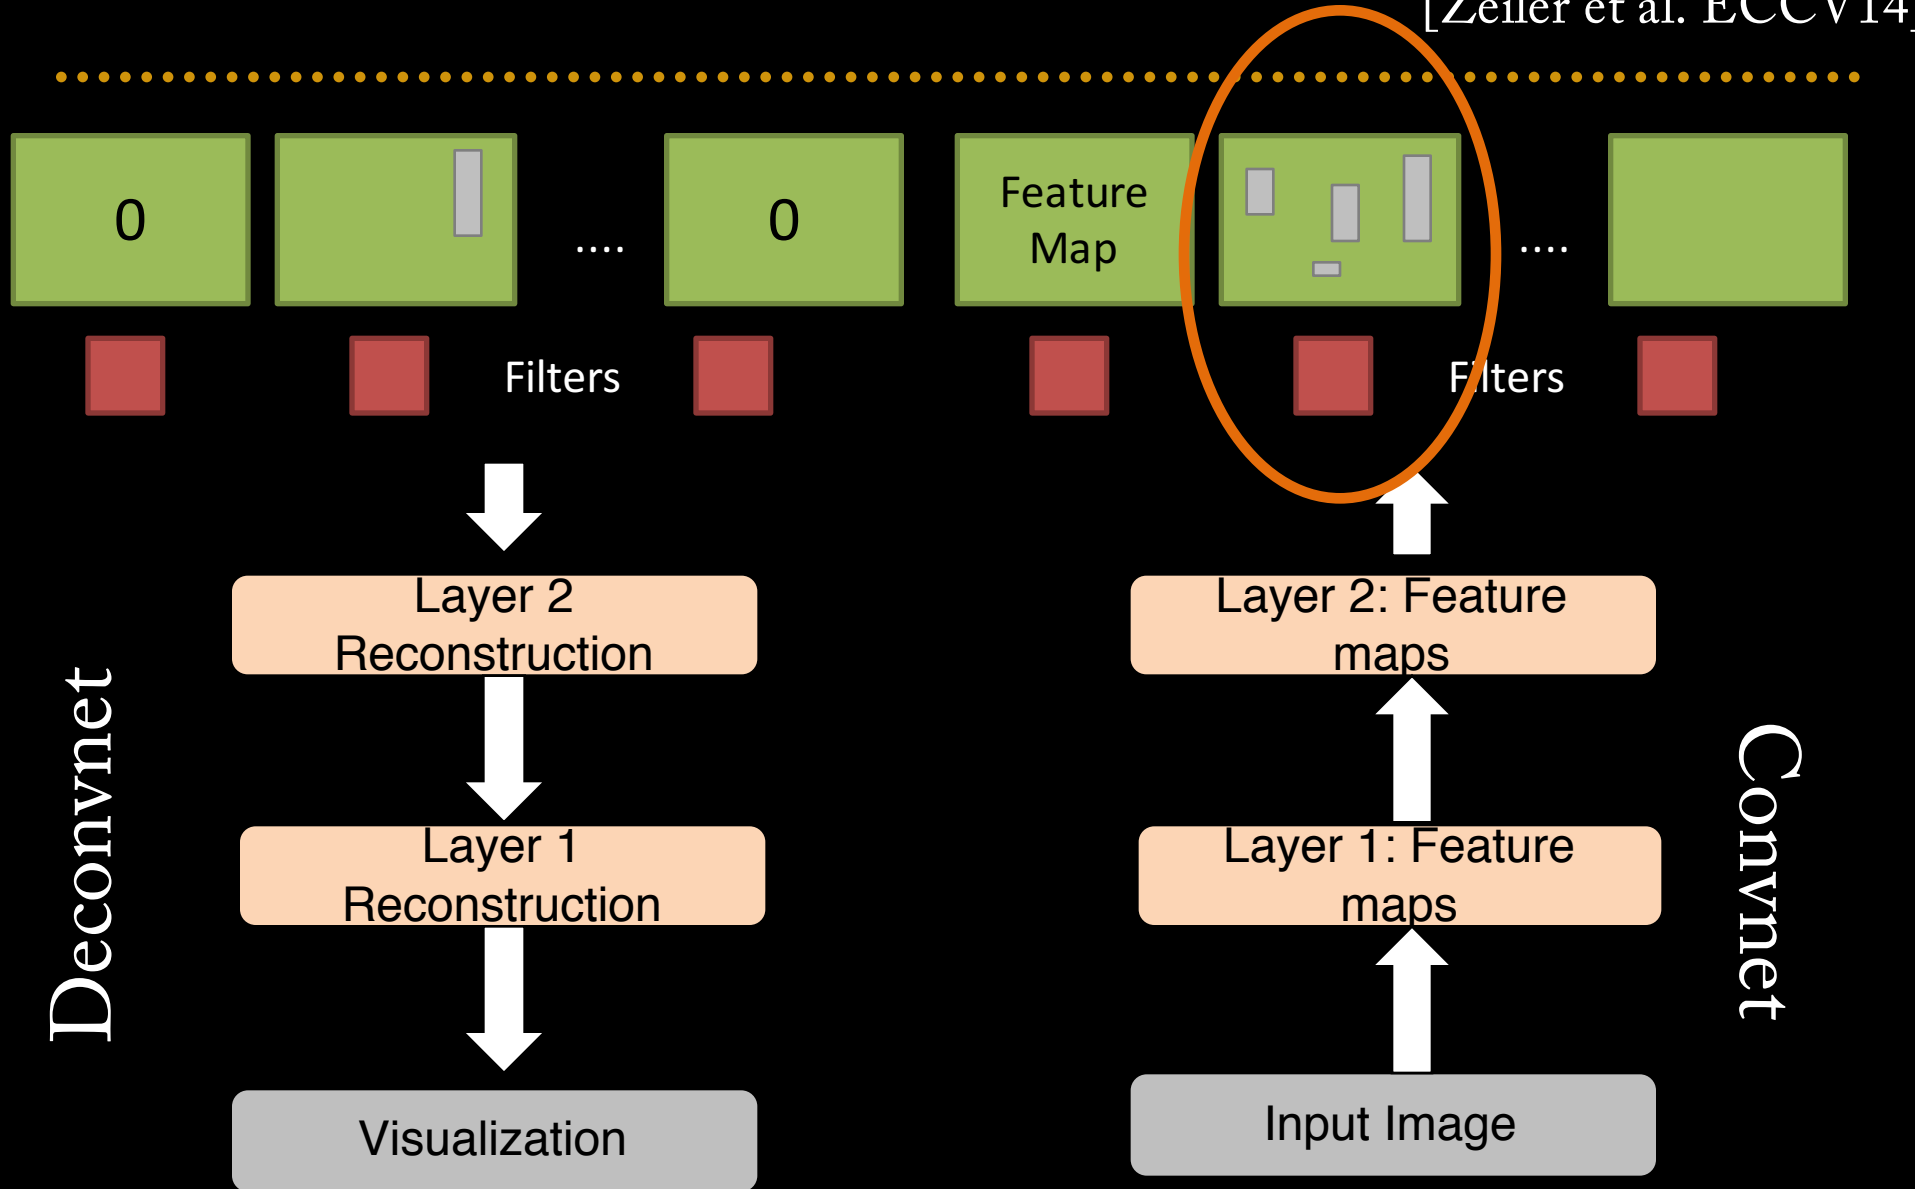 [Zeiler et al. ECCV14]
0
....
0
Feature
Map
....
Filters
Filters
Layer 2
Reconstruction
Layer 2: Feature
maps
Deconvnet
Convnet
Layer 1
Reconstruction
Layer 1: Feature
maps
Visualization
Input Image